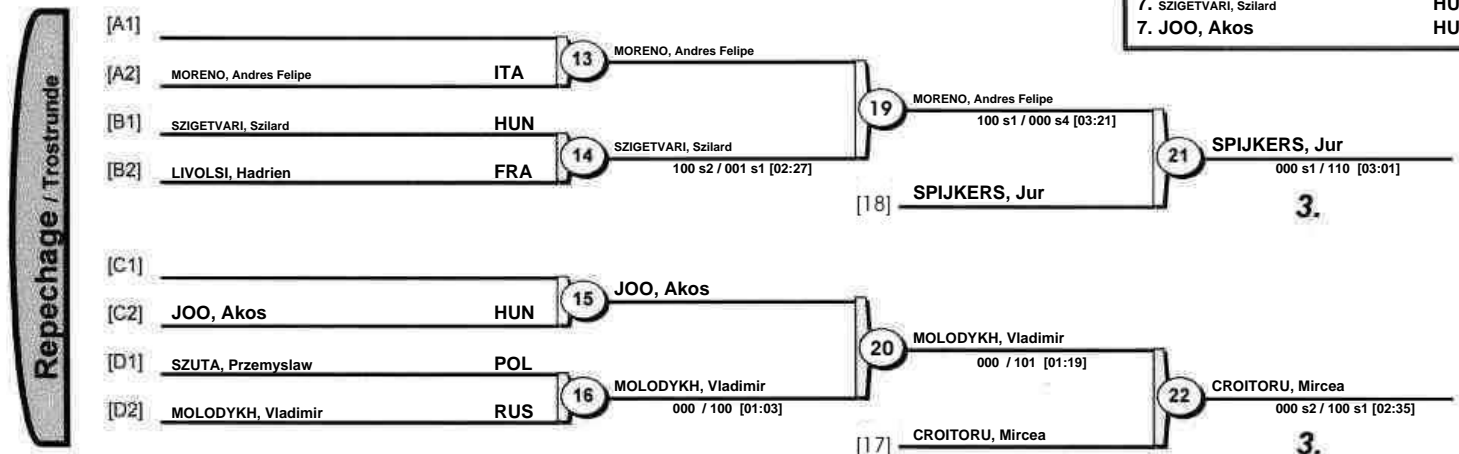 7. SZIGETVARI, Szilard HU
7. JOO, Akos HU
Repechage / Trostrunde
[A1]
[A2] MORENO, Andres Felipe ITA
13 MORENO, Andres Felipe
[B1] SZIGETVARI, Szilard HUN
[B2] LIVOLSI, Hadrien FRA
14 SZIGETVARI, Szilard
100 s2 / 001 s1 [02:27]
19 MORENO, Andres Felipe
100 s1 / 000 s4 [03:21]
[18] SPIJKERS, Jur
21 SPIJKERS, Jur
000 s1 / 110 [03:01]
3.
[C1]
[C2] JOO, Akos HUN
15 JOO, Akos
[D1] SZUTA, Przemyslaw POL
[D2] MOLODYKH, Vladimir RUS
16 MOLODYKH, Vladimir
000 / 100 [01:03]
20 MOLODYKH, Vladimir
000 / 101 [01:19]
[17] CROITORU, Mircea
22 CROITORU, Mircea
000 s2 / 100 s1 [02:35]
3.